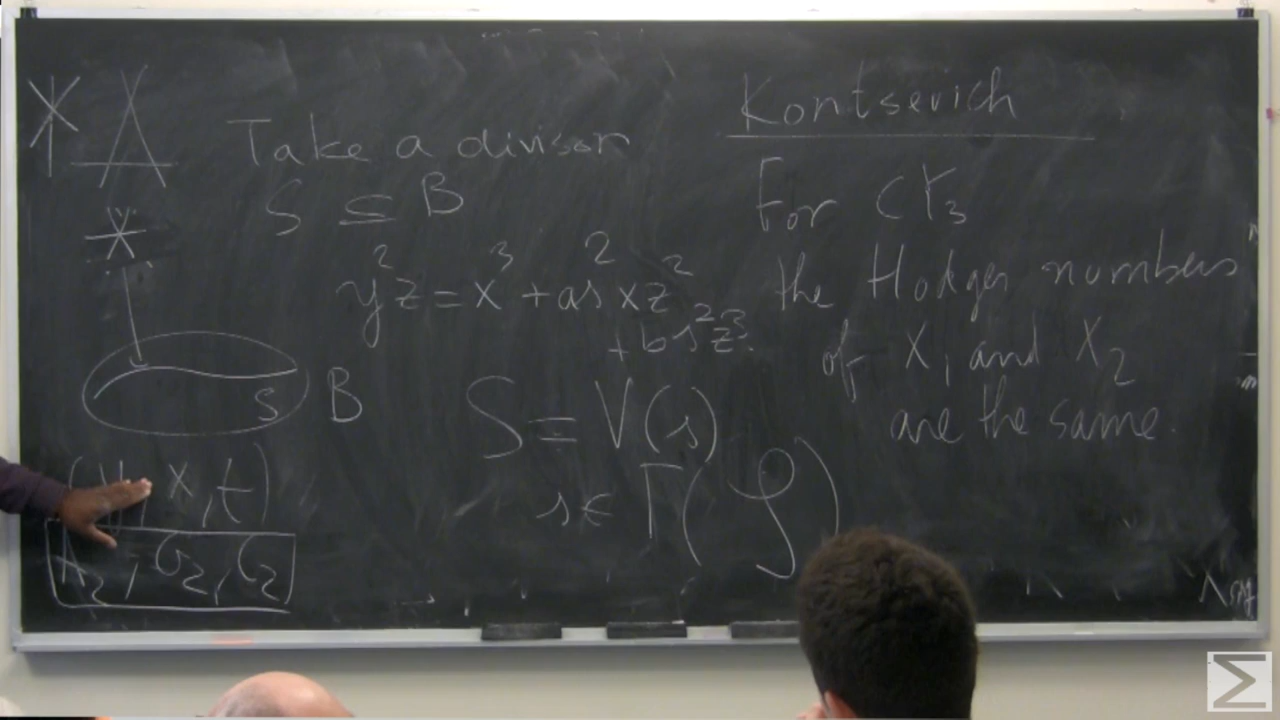 Take a divisor
S ⊆ B
y²z = x³ + as²xz²
+ bs²z³.
S = V(s)
s ∈ Γ(𝓛)
S
B
, x, t)
A₂, G₂
Kontsevich
For CY₃
the Hodge numbers
of X₁ and X₂
are the same.